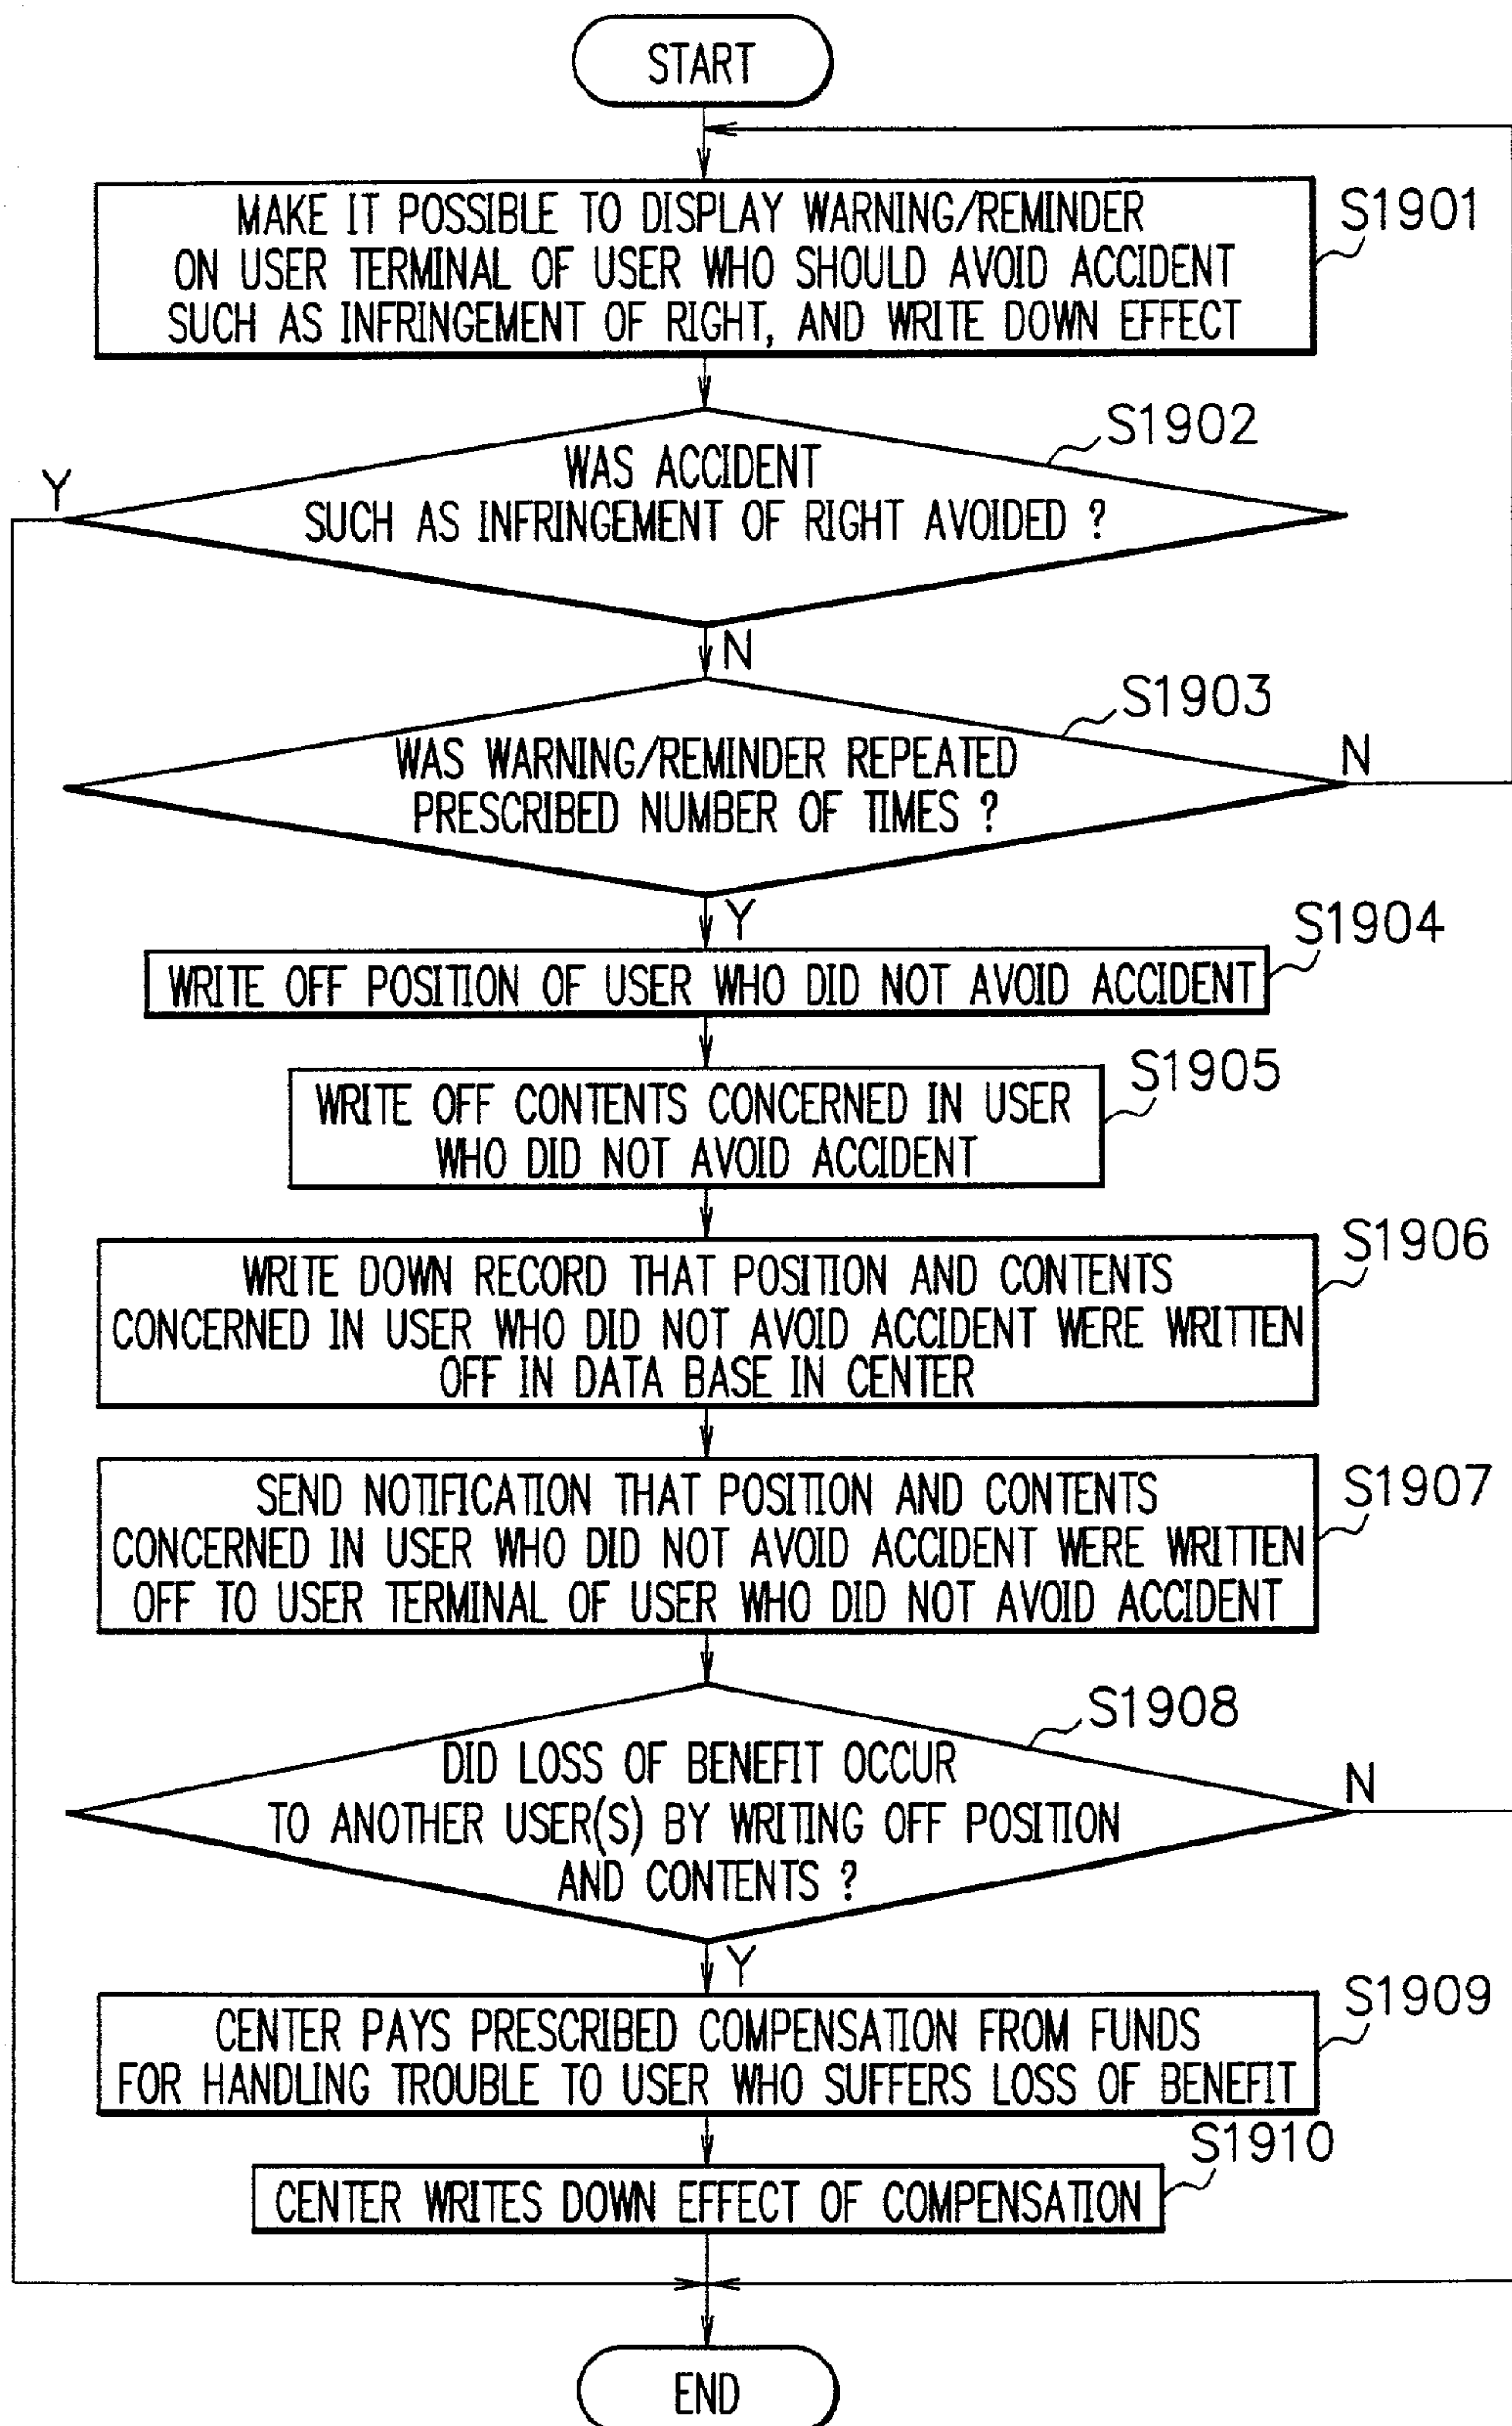 START
MAKE IT POSSIBLE TO DISPLAY WARNING/REMINDER
ON USER TERMINAL OF USER WHO SHOULD AVOID ACCIDENT
SUCH AS INFRINGEMENT OF RIGHT, AND WRITE DOWN EFFECT
S1901
S1902
WAS ACCIDENT
SUCH AS INFRINGEMENT OF RIGHT AVOIDED ?
Y
N
S1903
WAS WARNING/REMINDER REPEATED
PRESCRIBED NUMBER OF TIMES ?
N
Y
S1904
WRITE OFF POSITION OF USER WHO DID NOT AVOID ACCIDENT
S1905
WRITE OFF CONTENTS CONCERNED IN USER
WHO DID NOT AVOID ACCIDENT
S1906
WRITE DOWN RECORD THAT POSITION AND CONTENTS
CONCERNED IN USER WHO DID NOT AVOID ACCIDENT WERE WRITTEN
OFF IN DATA BASE IN CENTER
S1907
SEND NOTIFICATION THAT POSITION AND CONTENTS
CONCERNED IN USER WHO DID NOT AVOID ACCIDENT WERE WRITTEN
OFF TO USER TERMINAL OF USER WHO DID NOT AVOID ACCIDENT
S1908
DID LOSS OF BENEFIT OCCUR
TO ANOTHER USER(S) BY WRITING OFF POSITION
AND CONTENTS ?
N
Y
S1909
CENTER PAYS PRESCRIBED COMPENSATION FROM FUNDS
FOR HANDLING TROUBLE TO USER WHO SUFFERS LOSS OF BENEFIT
S1910
CENTER WRITES DOWN EFFECT OF COMPENSATION
END